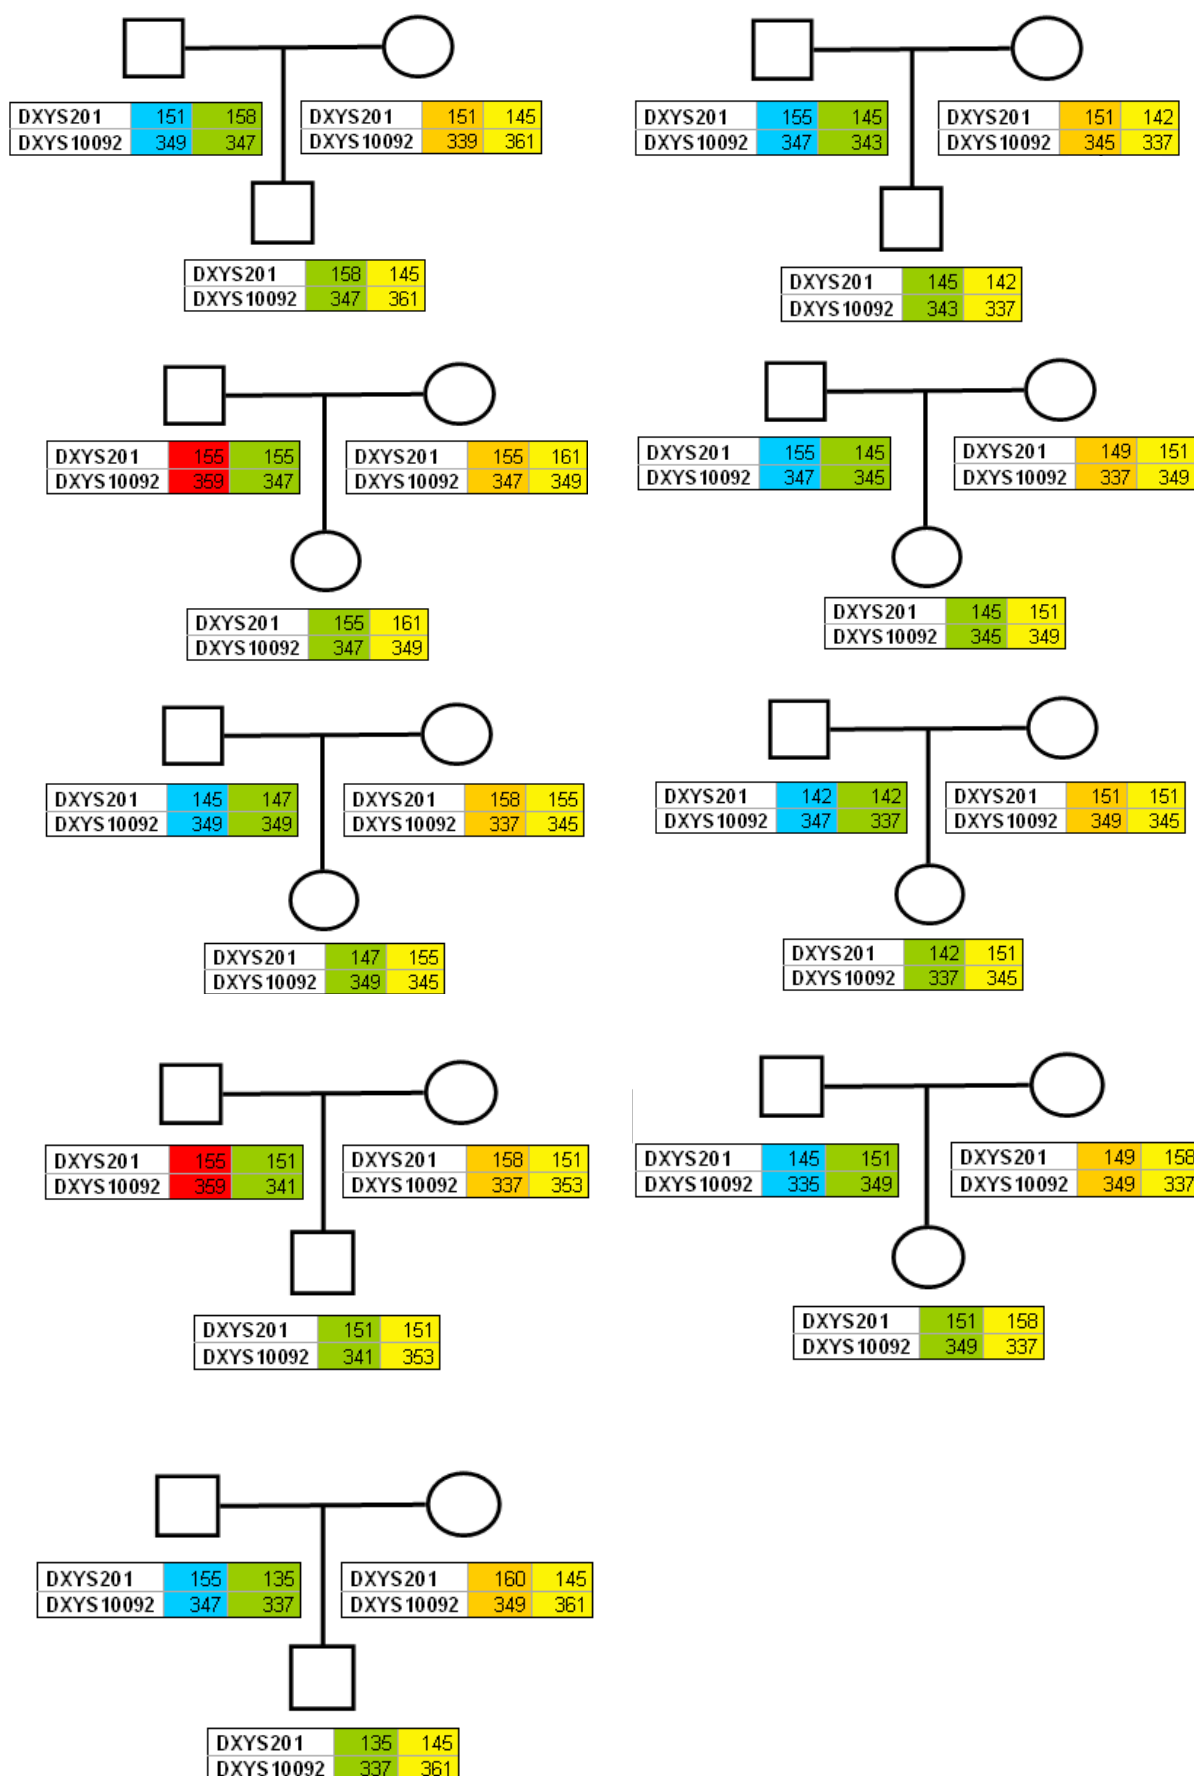 DXYS201 151 158
DXYS10092 349 347
DXYS201 151 145
DXYS10092 339 361
DXYS201 158 145
DXYS10092 347 361
DXYS201 155 145
DXYS10092 347 343
DXYS201 151 142
DXYS10092 345 337
DXYS201 145 142
DXYS10092 343 337
DXYS201 155 155
DXYS10092 359 347
DXYS201 155 161
DXYS10092 347 349
DXYS201 155 161
DXYS10092 347 349
DXYS201 155 145
DXYS10092 347 345
DXYS201 149 151
DXYS10092 337 349
DXYS201 145 151
DXYS10092 345 349
DXYS201 145 147
DXYS10092 349 349
DXYS201 158 155
DXYS10092 337 345
DXYS201 147 155
DXYS10092 349 345
DXYS201 142 142
DXYS10092 347 337
DXYS201 151 151
DXYS10092 349 345
DXYS201 142 151
DXYS10092 337 345
DXYS201 155 151
DXYS10092 359 341
DXYS201 158 151
DXYS10092 337 353
DXYS201 151 151
DXYS10092 341 353
DXYS201 145 151
DXYS10092 335 349
DXYS201 149 158
DXYS10092 349 337
DXYS201 151 158
DXYS10092 349 337
DXYS201 155 135
DXYS10092 347 337
DXYS201 160 145
DXYS10092 349 361
DXYS201 135 145
DXYS10092 337 361